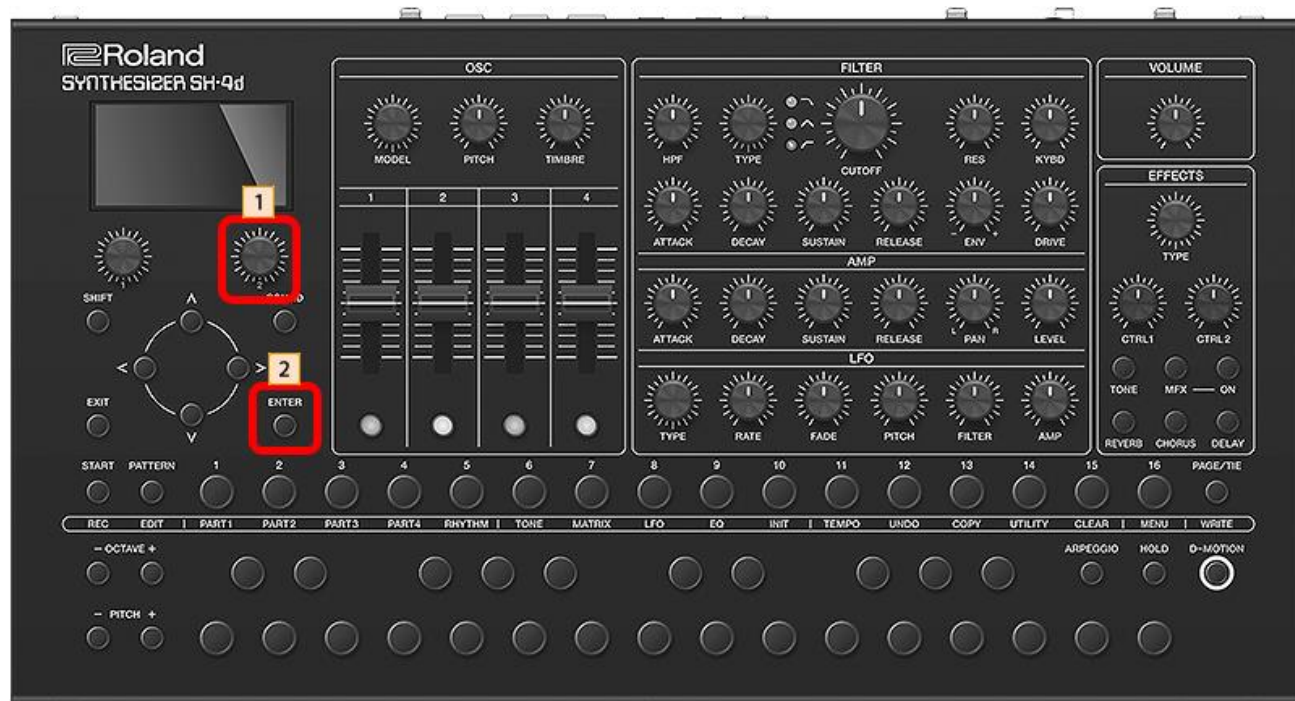 Roland
SYNTHESIZER SH-4d
OSC
MODEL PITCH TIMBRE
1 2 3 4
FILTER
HPF TYPE CUTOFF RES KYBD
ATTACK DECAY SUSTAIN RELEASE - ENV + DRIVE
AMP
ATTACK DECAY SUSTAIN RELEASE L PAN R LEVEL
LFO
TYPE RATE FADE PITCH FILTER AMP
VOLUME
EFFECTS
TYPE
CTRL1 CTRL2
TONE MFX ON
REVERB CHORUS DELAY
1
1 2
SHIFT
2
EXIT ENTER
START PATTERN 1 2 3 4 5 6 7 8 9 10 11 12 13 14 15 16 PAGE/TIE
REC EDIT | PART1 PART2 PART3 PART4 RHYTHM | TONE MATRIX LFO EQ INIT | TEMPO UNDO COPY UTILITY CLEAR | MENU | WRITE
- OCTAVE + ARPEGGIO HOLD D-MOTION
- PITCH +